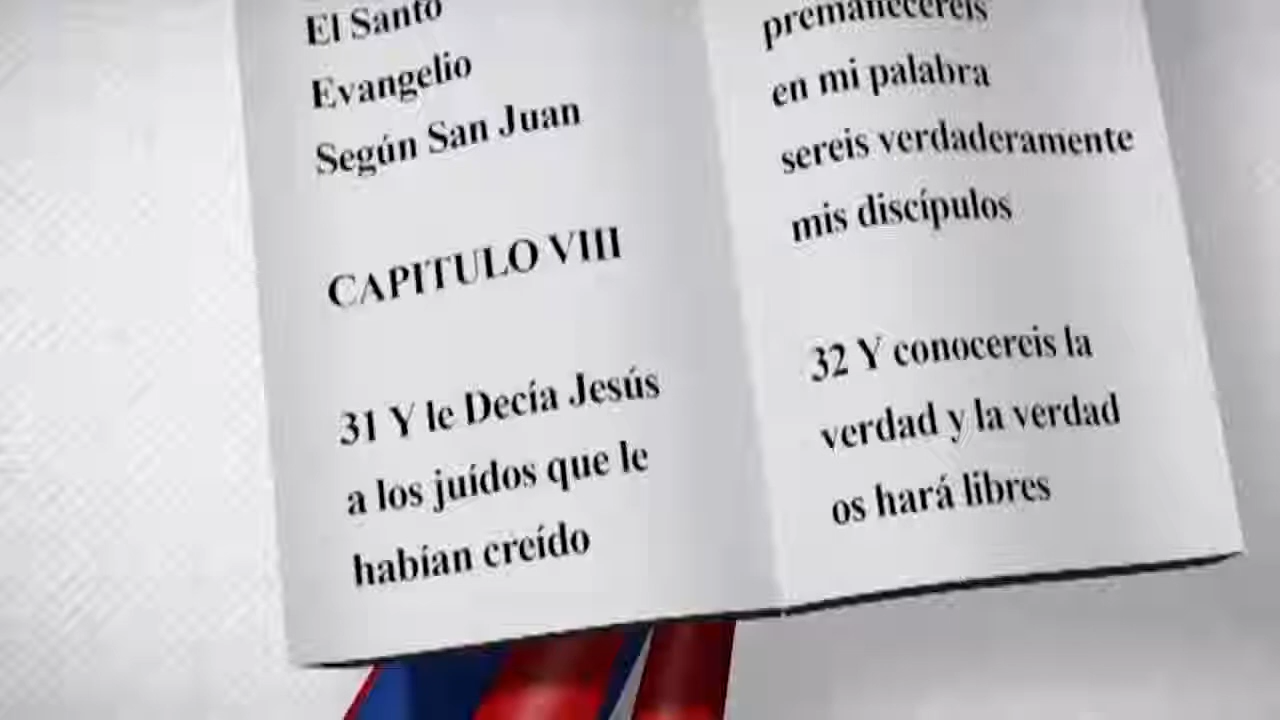 El Santo
Evangelio
Según San Juan
CAPITULO VIII
31 Y le Decía Jesús
a los juídos que le
habían creído
premanecereis
en mi palabra
sereis verdaderamente
mis discípulos
32 Y conocereis la
verdad y la verdad
os hará libres